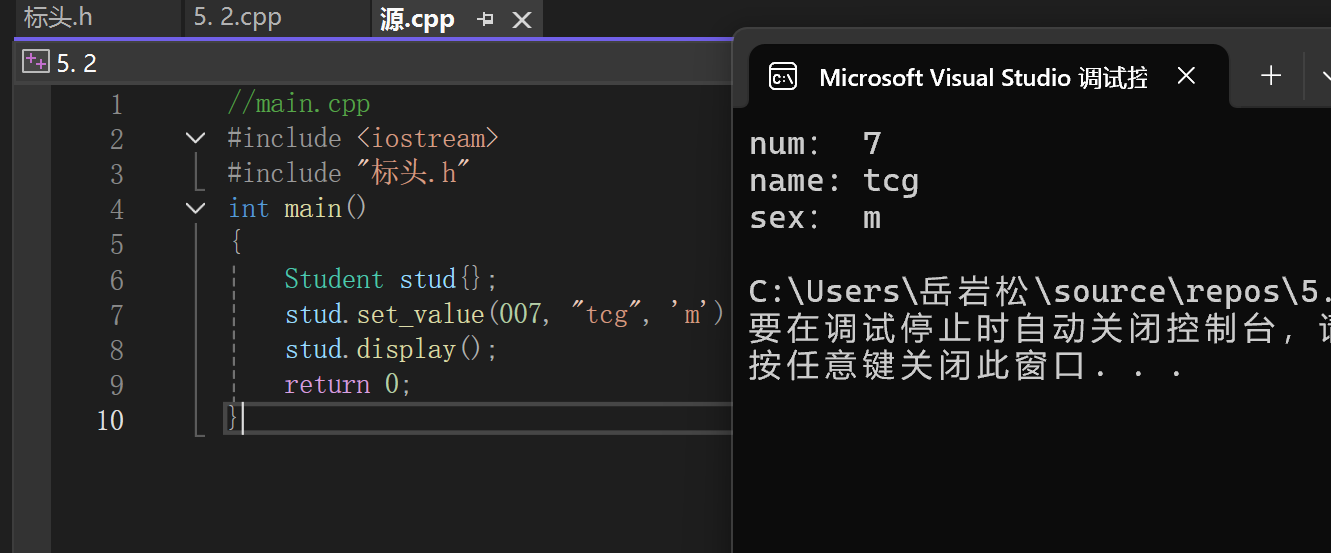 标头.h
5. 2.cpp
源.cpp
5. 2
Microsoft Visual Studio 调试控
1 //main.cpp
2 #include <iostream>
3 #include "标头.h"
4 int main()
5 {
6 Student stud{};
7 stud.set_value(007, "tcg", 'm')
8 stud.display();
9 return 0;
10 }
num:  7
name: tcg
sex:  m
C:\Users\岳岩松\source\repos\5.
要在调试停止时自动关闭控制台，请
按任意键关闭此窗口. . .